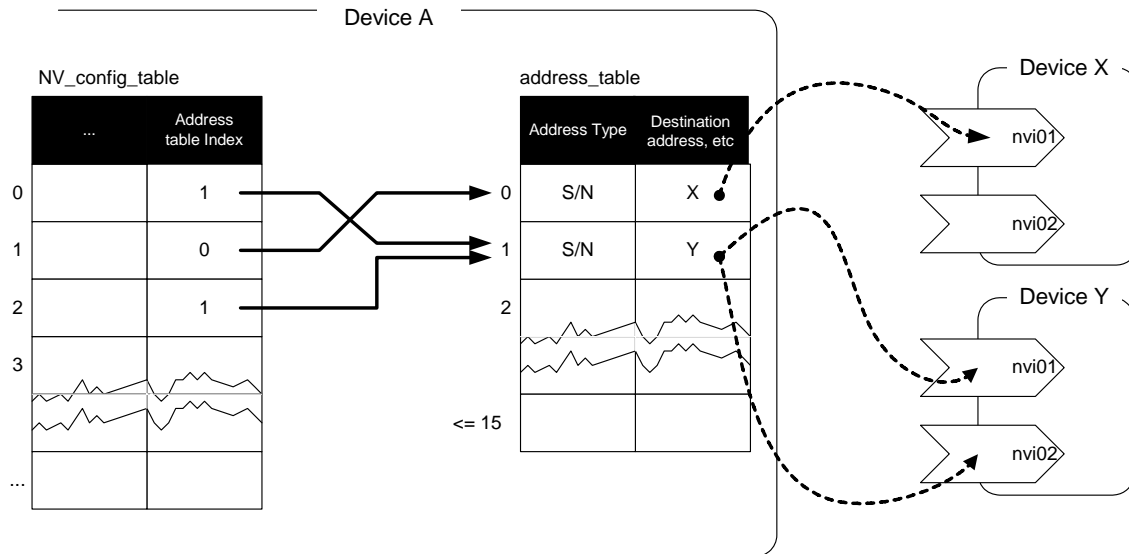 Device A
NV_config_table
...
Address
table Index
0
1
1
0
2
1
3
...
address_table
Address Type
Destination
address, etc
0
S/N
X
1
S/N
Y
2
<= 15
Device X
nvi01
nvi02
Device Y
nvi01
nvi02